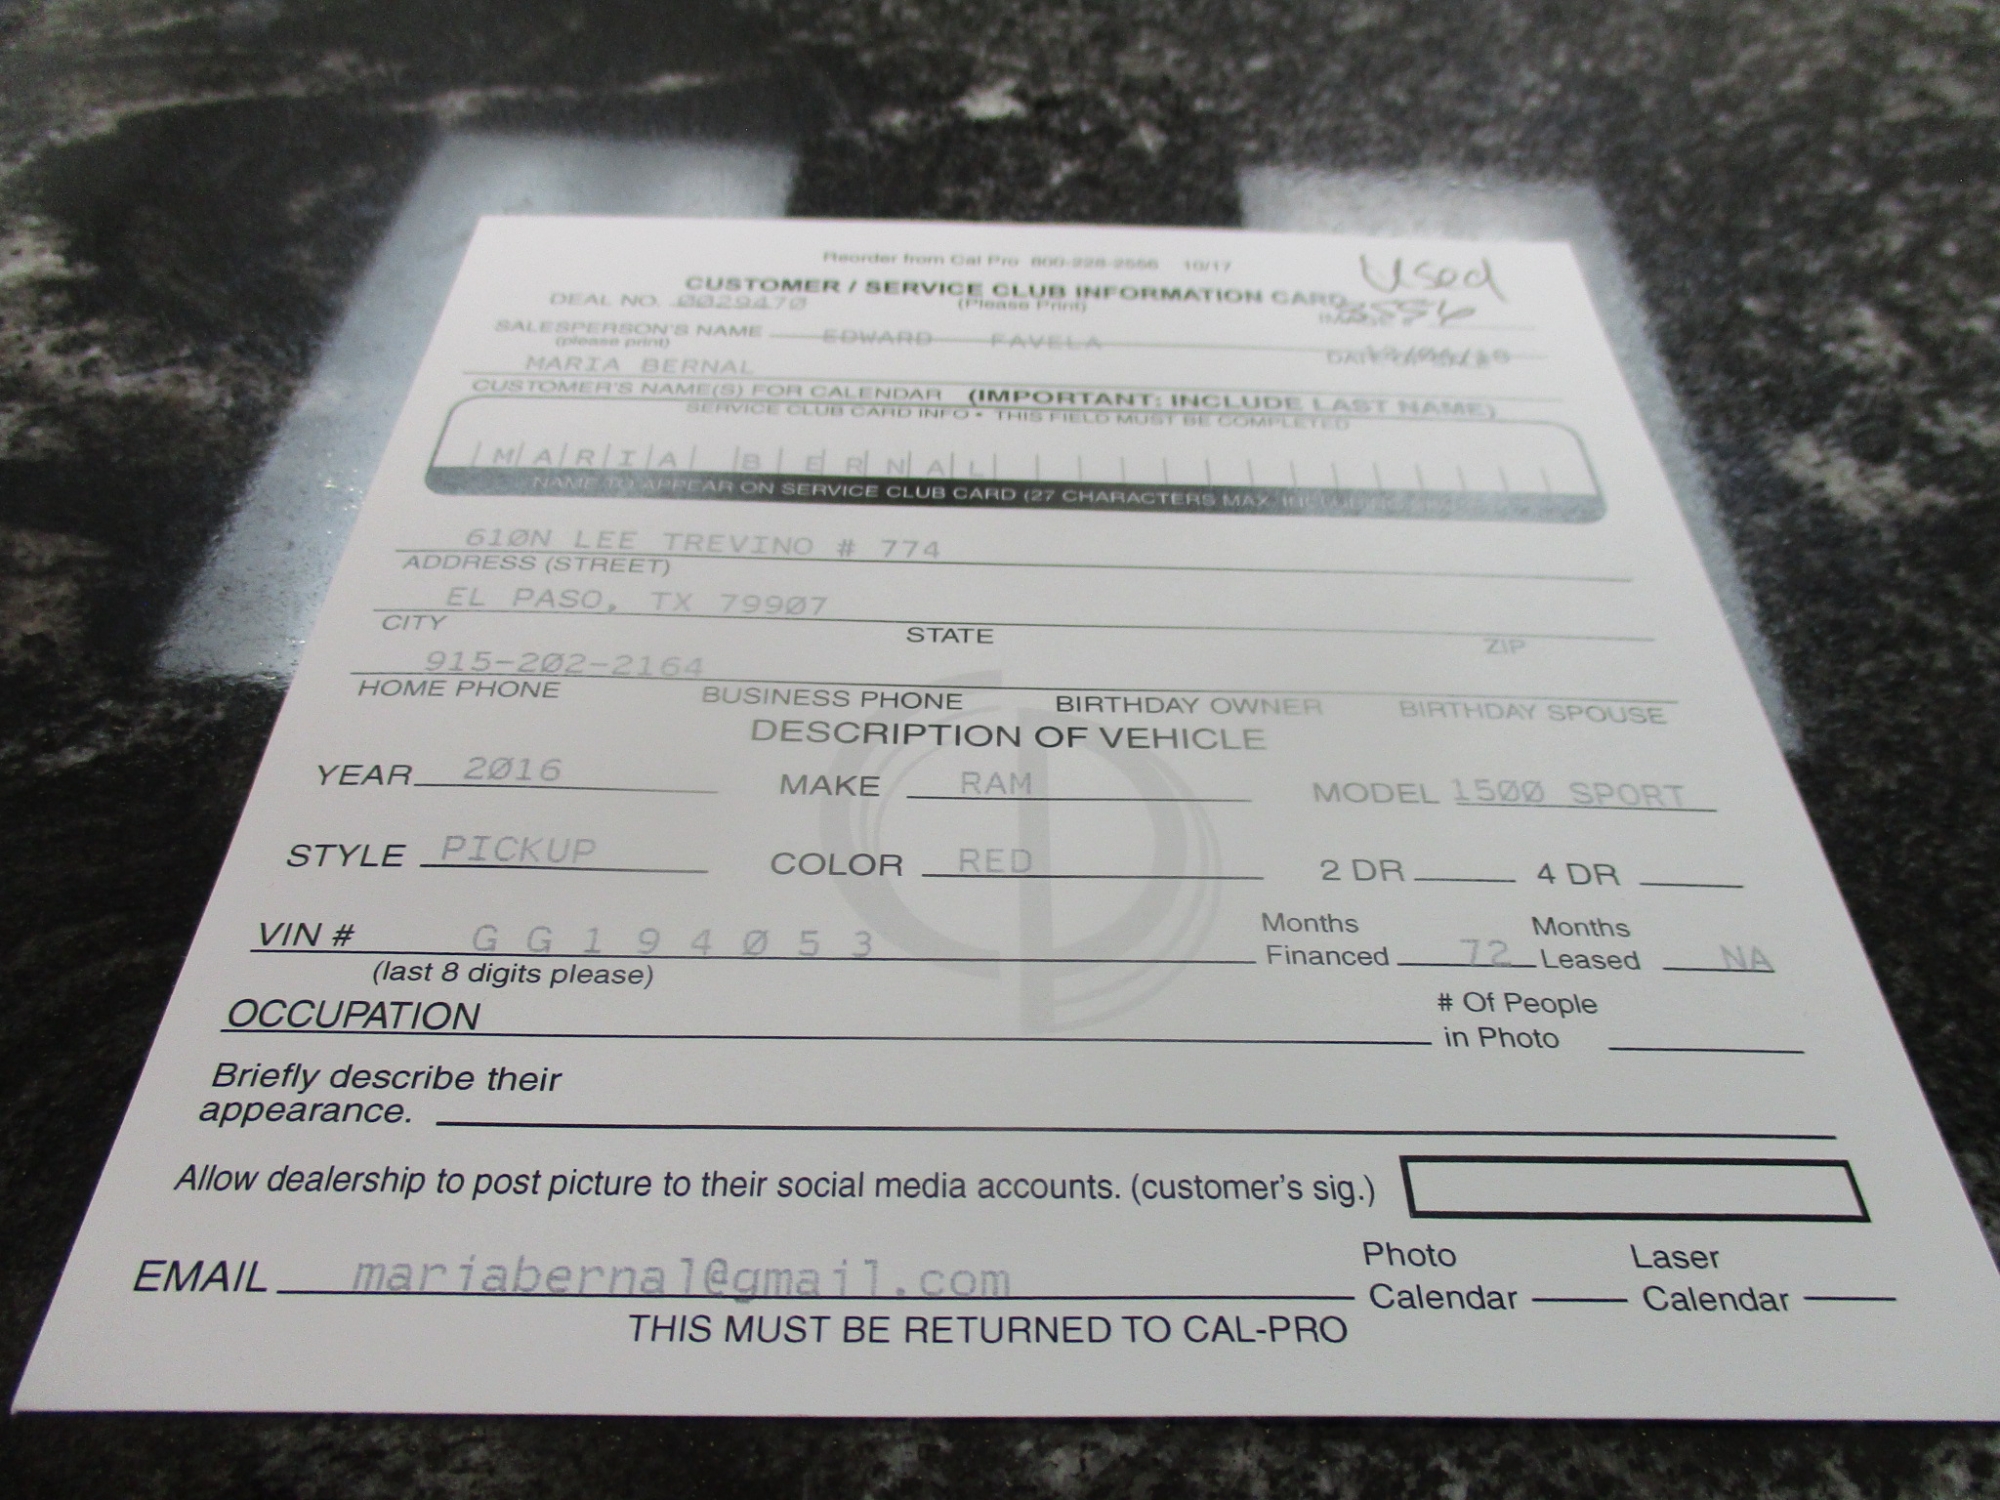 Reorder from Cal Pro 800-228-2556 10/17
Used
CUSTOMER / SERVICE CLUB INFORMATION CARD
DEAL NO. 0029470 (Please Print)
SALESPERSON'S NAME EDWARD FAVELA
(please print)
MARIA BERNAL
CUSTOMER'S NAME(S) FOR CALENDAR (IMPORTANT: INCLUDE LAST NAME)
SERVICE CLUB CARD INFO • THIS FIELD MUST BE COMPLETED
MARIA BERNAL
NAME TO APPEAR ON SERVICE CLUB CARD (27 CHARACTERS MAX.
610N LEE TREVINO # 774
ADDRESS (STREET)
EL PASO, TX 79907
CITY STATE ZIP
915-202-2164
HOME PHONE BUSINESS PHONE BIRTHDAY OWNER BIRTHDAY SPOUSE
DESCRIPTION OF VEHICLE
YEAR 2016 MAKE RAM MODEL 1500 SPORT
STYLE PICKUP COLOR RED 2 DR 4 DR
VIN # G G 1 9 4 0 5 3 Months Financed 72 Months Leased NA
(last 8 digits please)
OCCUPATION # Of People in Photo
Briefly describe their
appearance.
Allow dealership to post picture to their social media accounts. (customer's sig.)
EMAIL mariabernal@gmail.com Photo Calendar Laser Calendar
THIS MUST BE RETURNED TO CAL-PRO